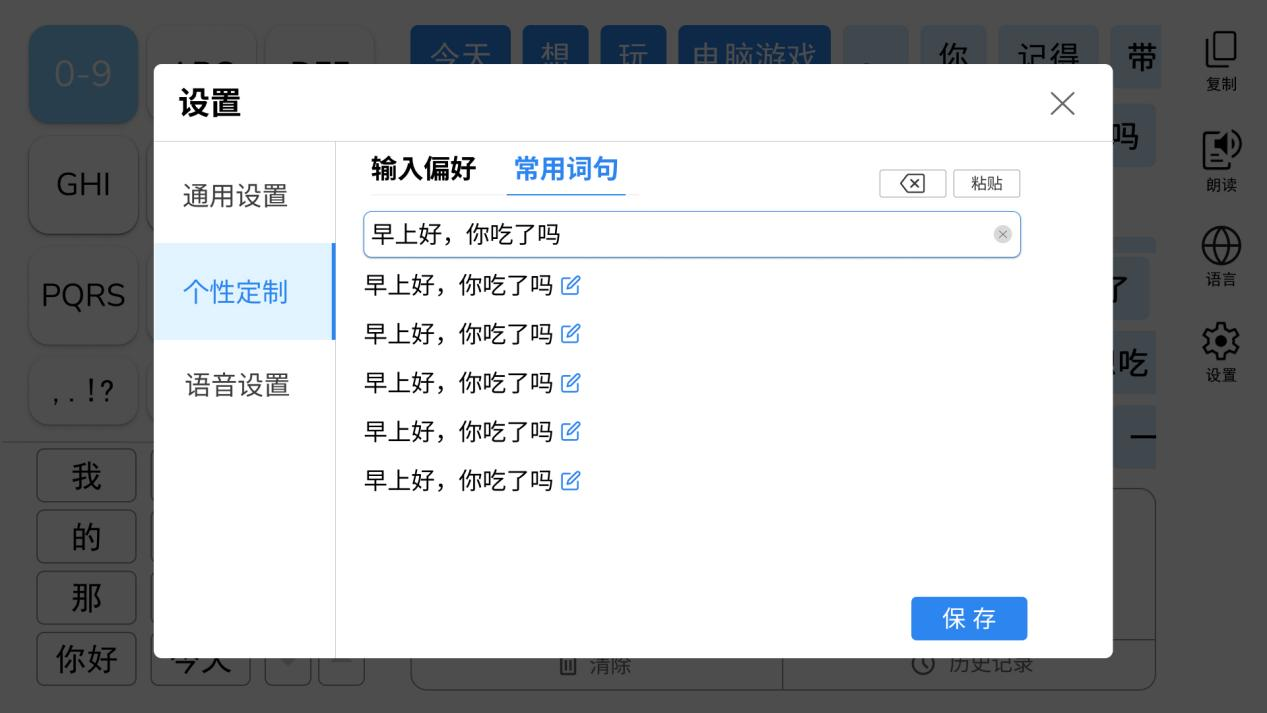 0-9
今天
想
玩
电脑游戏
你
记得
带
复制
设置
吗
朗读
GHI
通用设置
输入偏好
常用词句
粘贴
早上好，你吃了吗
语言
PQRS
个性定制
早上好，你吃了吗
了
早上好，你吃了吗
设置
, . !?
语音设置
早上好，你吃了吗
吃
早上好，你吃了吗
一
我
早上好，你吃了吗
的
那
保存
你好
今天
清除
历史记录